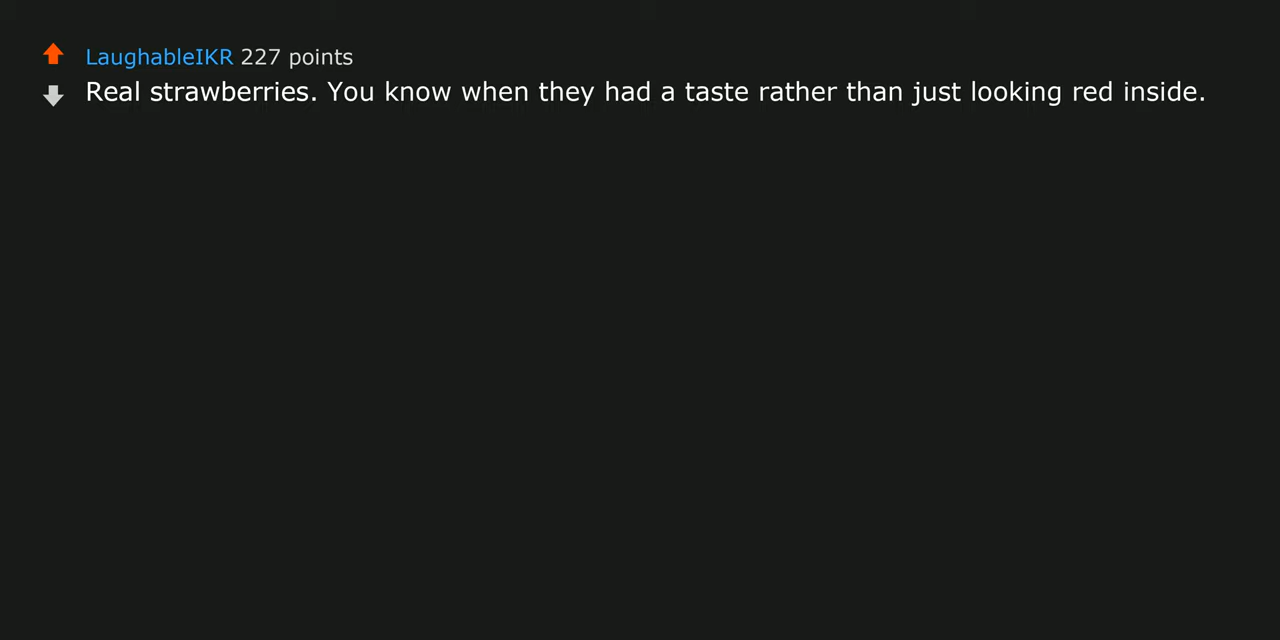 LaughableIKR 227 points
Real strawberries. You know when they had a taste rather than just looking red inside.